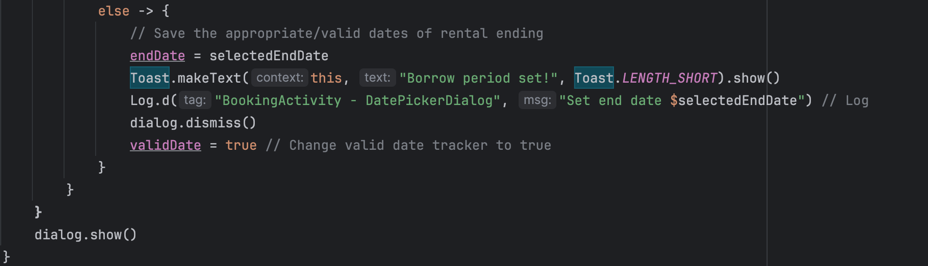 else -> {
// Save the appropriate/valid dates of rental ending
endDate = selectedEndDate
Toast.makeText( context: this, text: "Borrow period set!", Toast.LENGTH_SHORT).show()
Log.d( tag: "BookingActivity - DatePickerDialog", msg: "Set end date $selectedEndDate") // Log
dialog.dismiss()
validDate = true // Change valid date tracker to true
}
}
}
dialog.show()
}